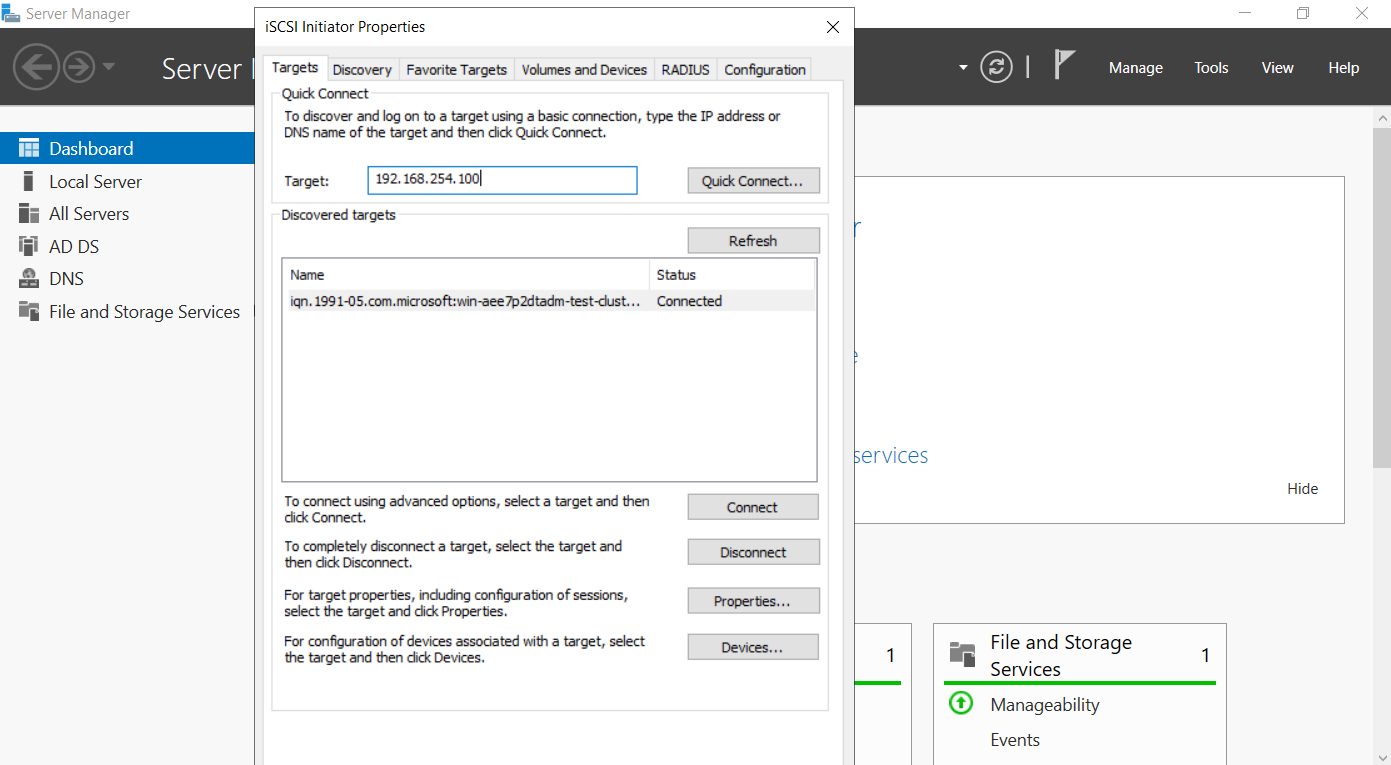 Server Manager
iSCSI Initiator Properties
Server
Manage
Tools
View
Help
Targets
Discovery
Favorite Targets
Volumes and Devices
RADIUS
Configuration
Quick Connect
To discover and log on to a target using a basic connection, type the IP address or
DNS name of the target and then click Quick Connect.
Target:
192.168.254.100
Quick Connect...
Discovered targets
Refresh
Name
Status
iqn.1991-05.com.microsoft:win-aee7p2dtadm-test-clust...
Connected
To connect using advanced options, select a target and then
click Connect.
Connect
To completely disconnect a target, select the target and
then click Disconnect.
Disconnect
For target properties, including configuration of sessions,
select the target and click Properties.
Properties...
For configuration of devices associated with a target, select
the target and then click Devices.
Devices...
Dashboard
Local Server
All Servers
AD DS
DNS
File and Storage Services
services
Hide
1
File and Storage
Services
1
Manageability
Events